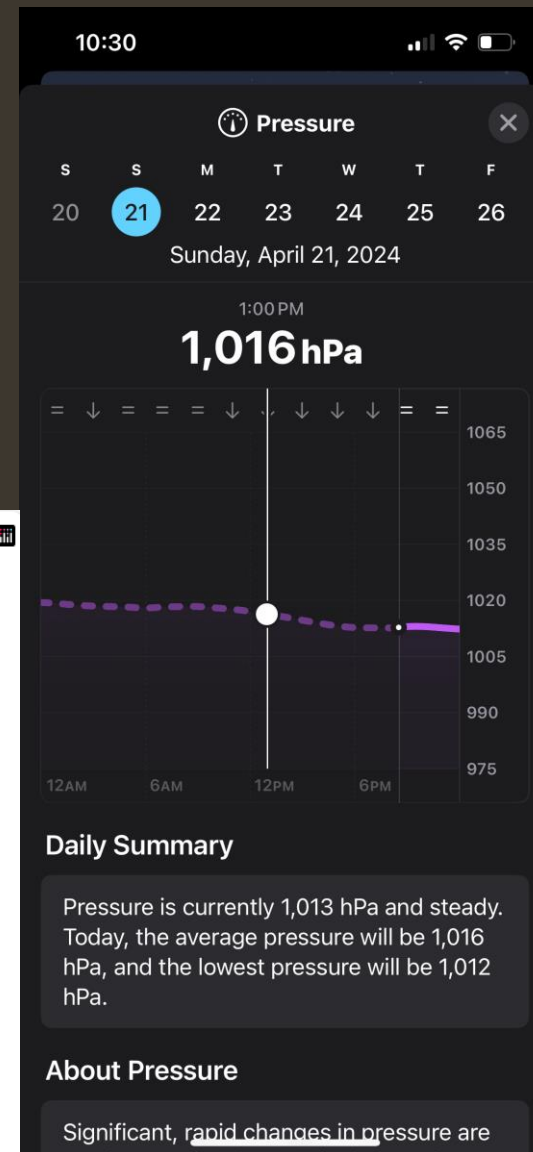 10:30
Pressure
S S M T W T F
20 21 22 23 24 25 26
Sunday, April 21, 2024
1:00 PM
1,016 hPa
1065
1050
1035
1020
1005
990
975
12AM 6AM 12PM 6PM
Daily Summary
Pressure is currently 1,013 hPa and steady.
Today, the average pressure will be 1,016
hPa, and the lowest pressure will be 1,012
hPa.
About Pressure
Significant, rapid changes in pressure are